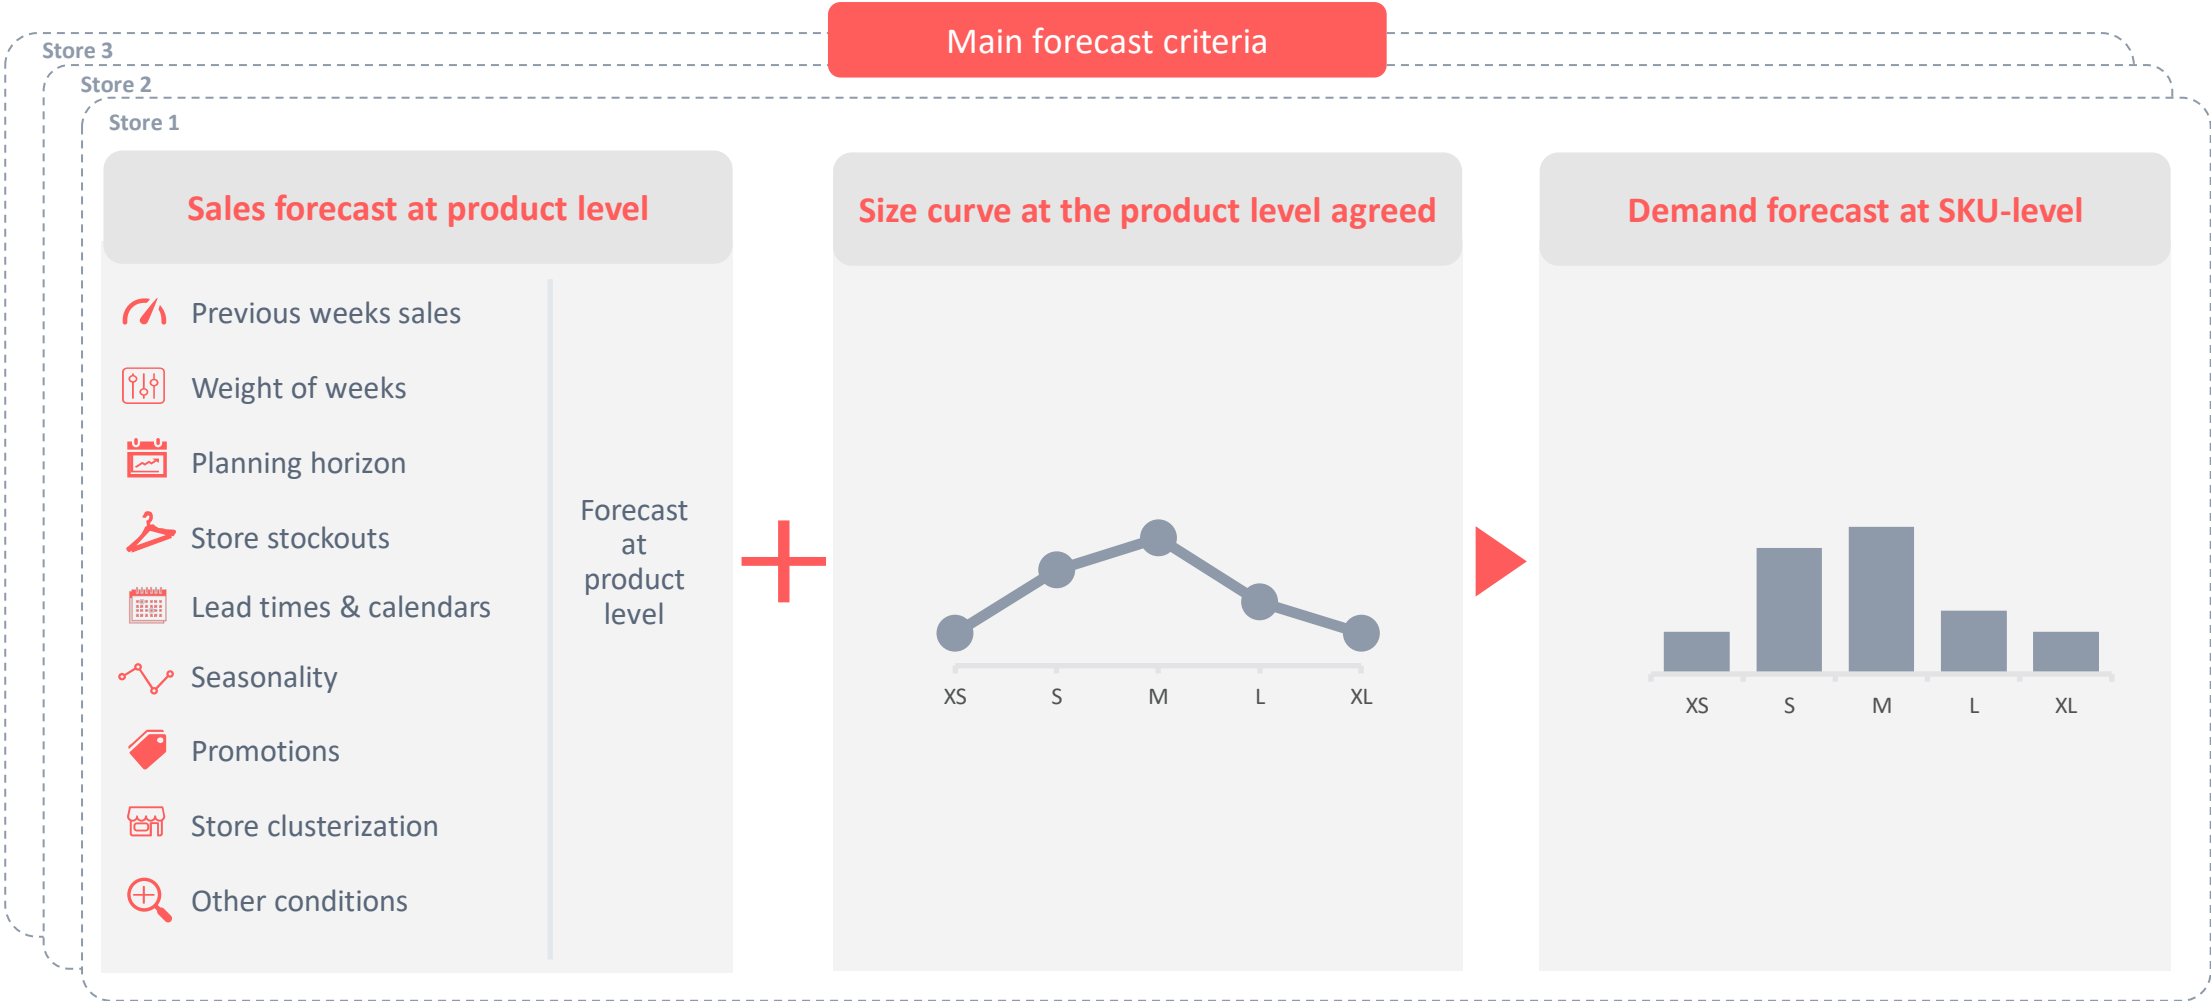 Main forecast criteria
Store 3
Store 2
Store 1
Sales forecast at product level
Previous weeks sales
Weight of weeks
Planning horizon
Store stockouts
Lead times & calendars
Seasonality
Promotions
Store clusterization
Other conditions
Forecast
at
product
level
Size curve at the product level agreed
XS S M L XL
Demand forecast at SKU-level
XS S M L XL